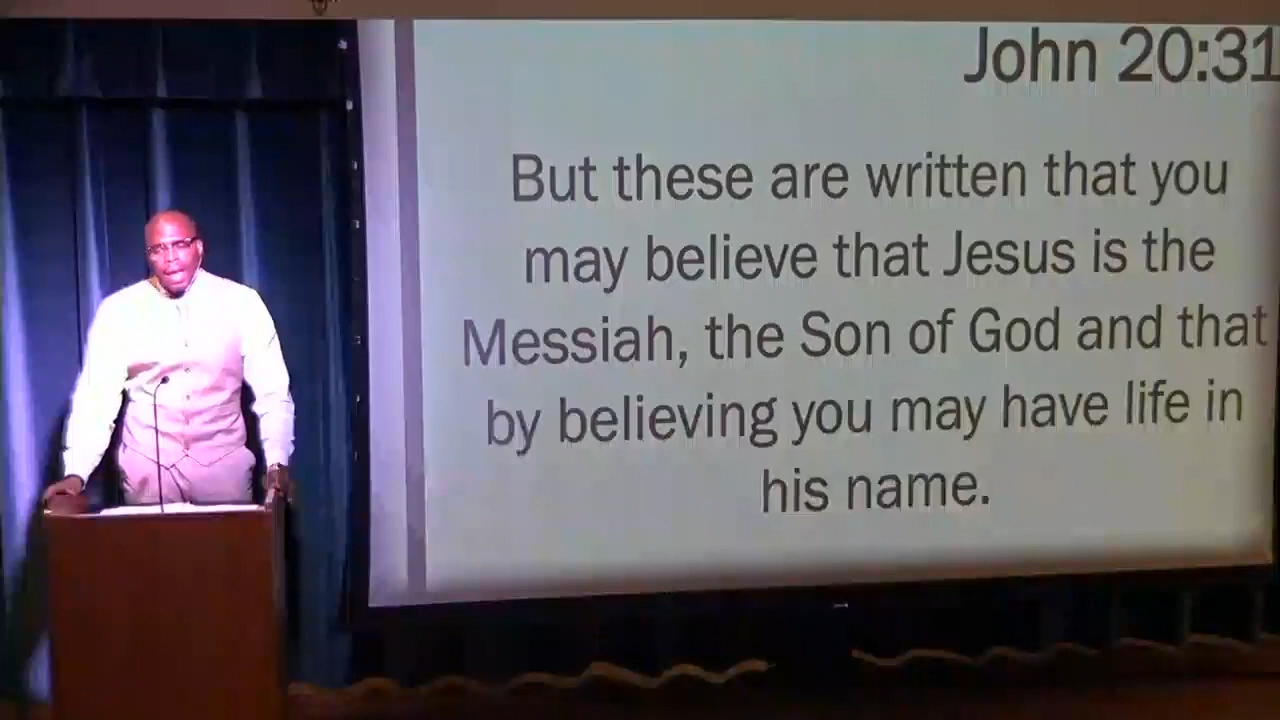 John 20:31
But these are written that you
may believe that Jesus is the
Messiah, the Son of God and that
by believing you may have life in
his name.